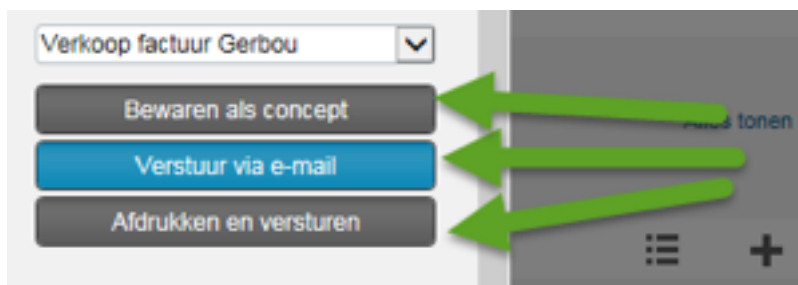 Verkoop factuur Gerbou
Bewaren als concept
Alles tonen
Verstuur via e-mail
Afdrukken en versturen